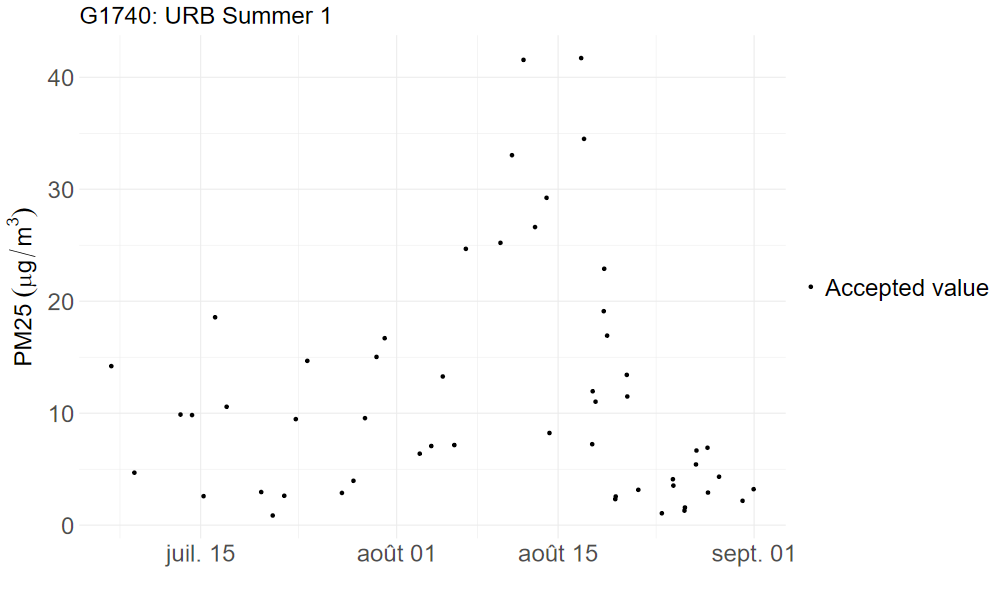 G1740: URB Summer 1
40
30
20
10
0
PM25 (μg/m³)
juil. 15
août 01
août 15
sept. 01
Accepted value